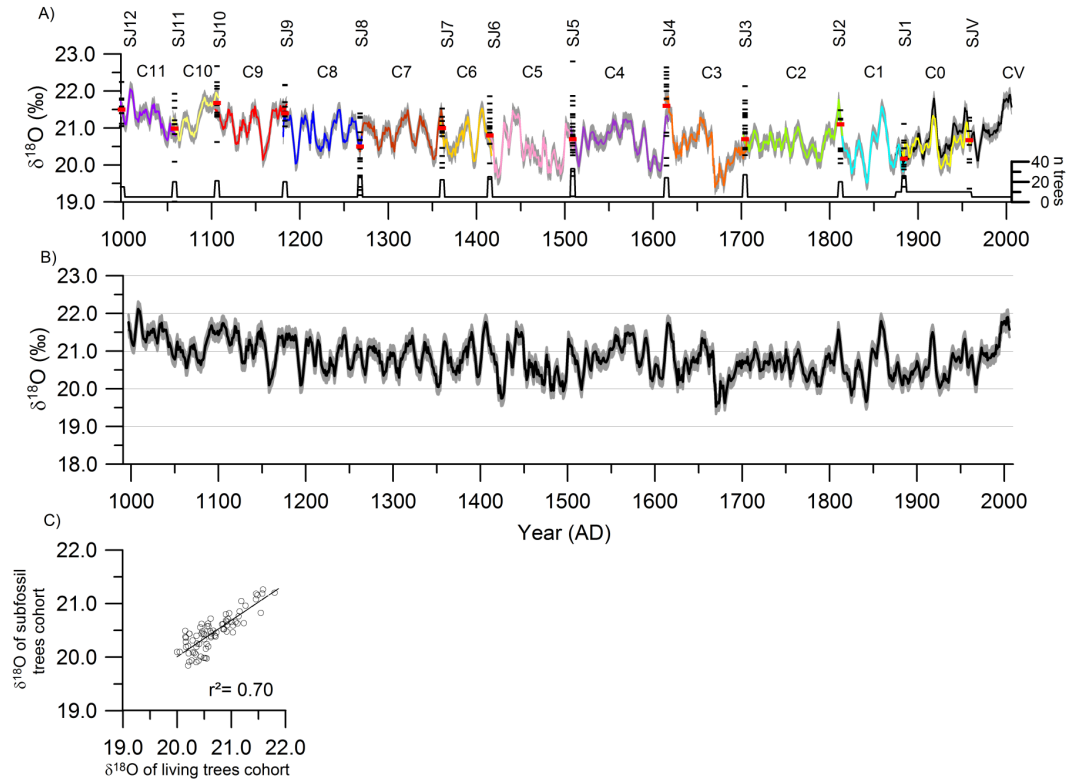 A)
SJ12 SJ11 SJ10 SJ9 SJ8 SJ7 SJ6 SJ5 SJ4 SJ3 SJ2 SJ1 SJV
C11 C10 C9 C8 C7 C6 C5 C4 C3 C2 C1 C0 CV
δ¹⁸O (‰)
23.0
22.0
21.0
20.0
19.0
40
20
0
n trees
1000 1100 1200 1300 1400 1500 1600 1700 1800 1900 2000
B)
δ¹⁸O (‰)
23.0
22.0
21.0
20.0
19.0
18.0
1000 1100 1200 1300 1400 1500 1600 1700 1800 1900 2000
Year (AD)
C)
δ¹⁸O of subfossil
trees cohort
22.0
21.0
20.0
19.0
r²= 0.70
19.0 20.0 21.0 22.0
δ¹⁸O of living trees cohort